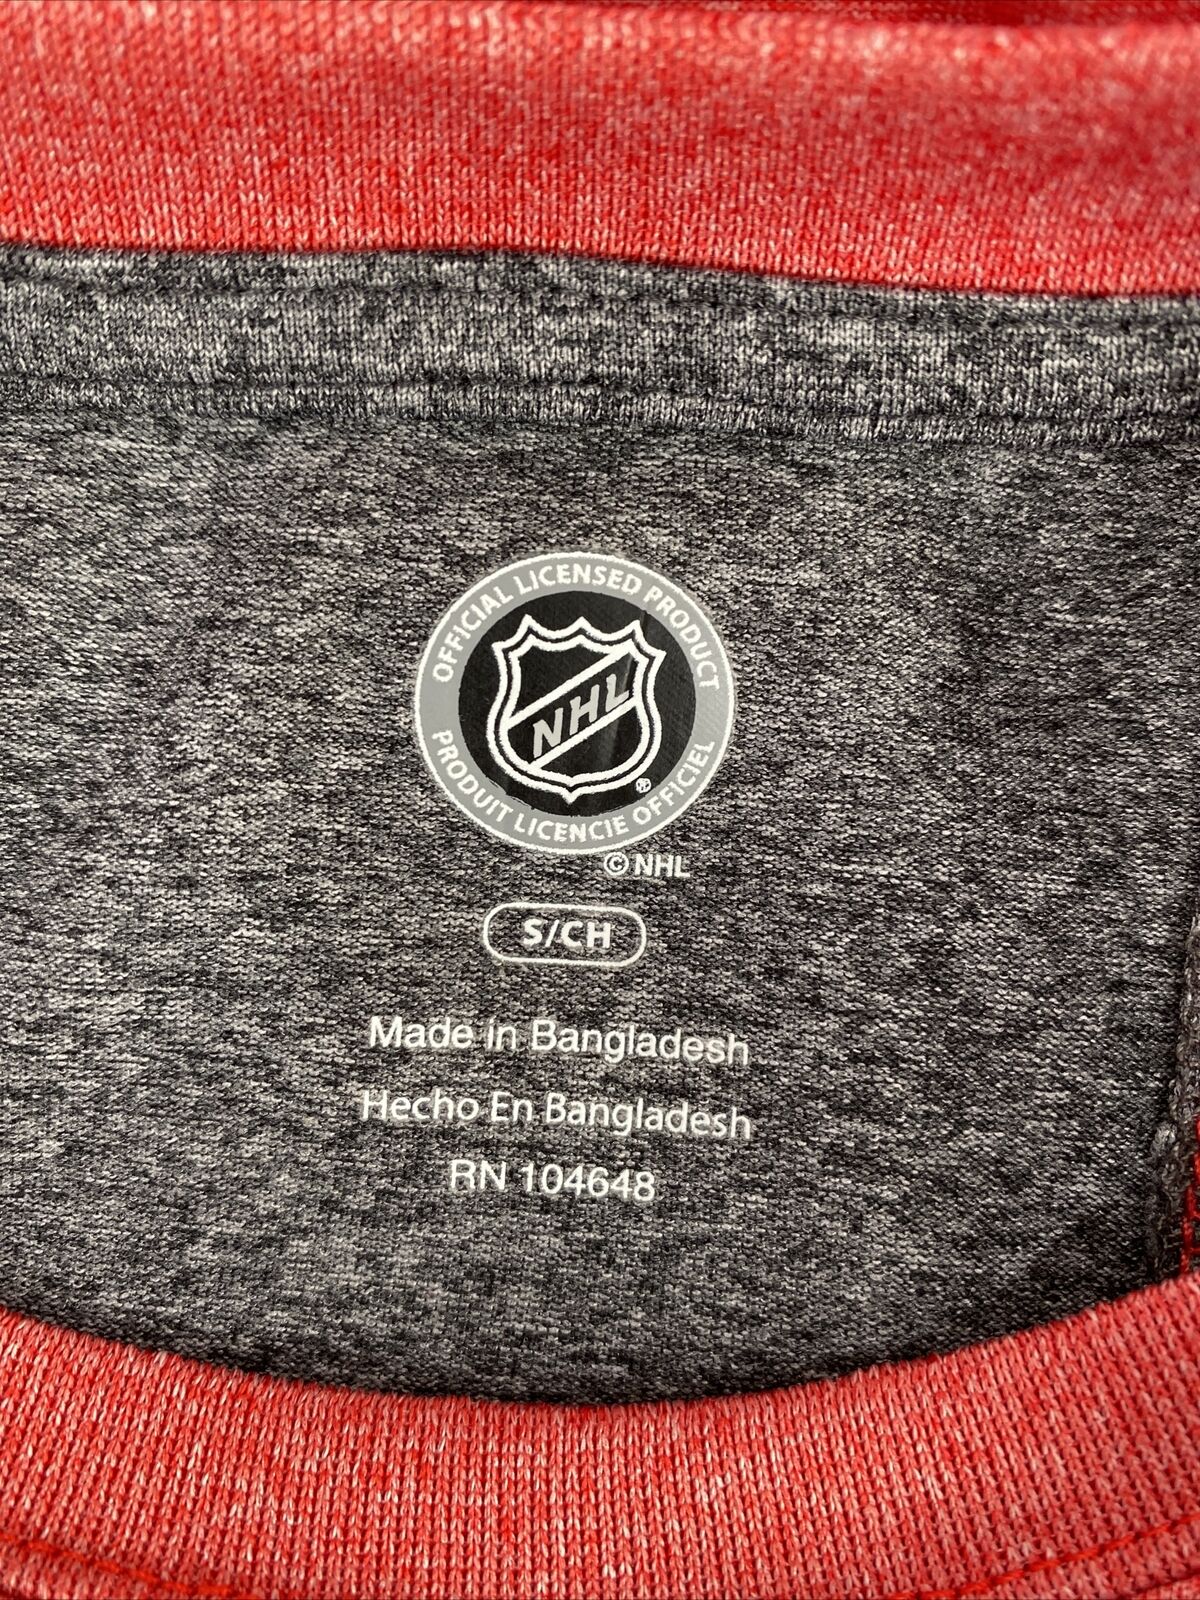 OFFICIAL LICENSED PRODUCT
NHL
®
PRODUIT LICENCIE OFFICIEL
© NHL
S/CH
Made in Bangladesh
Hecho En Bangladesh
RN 104648